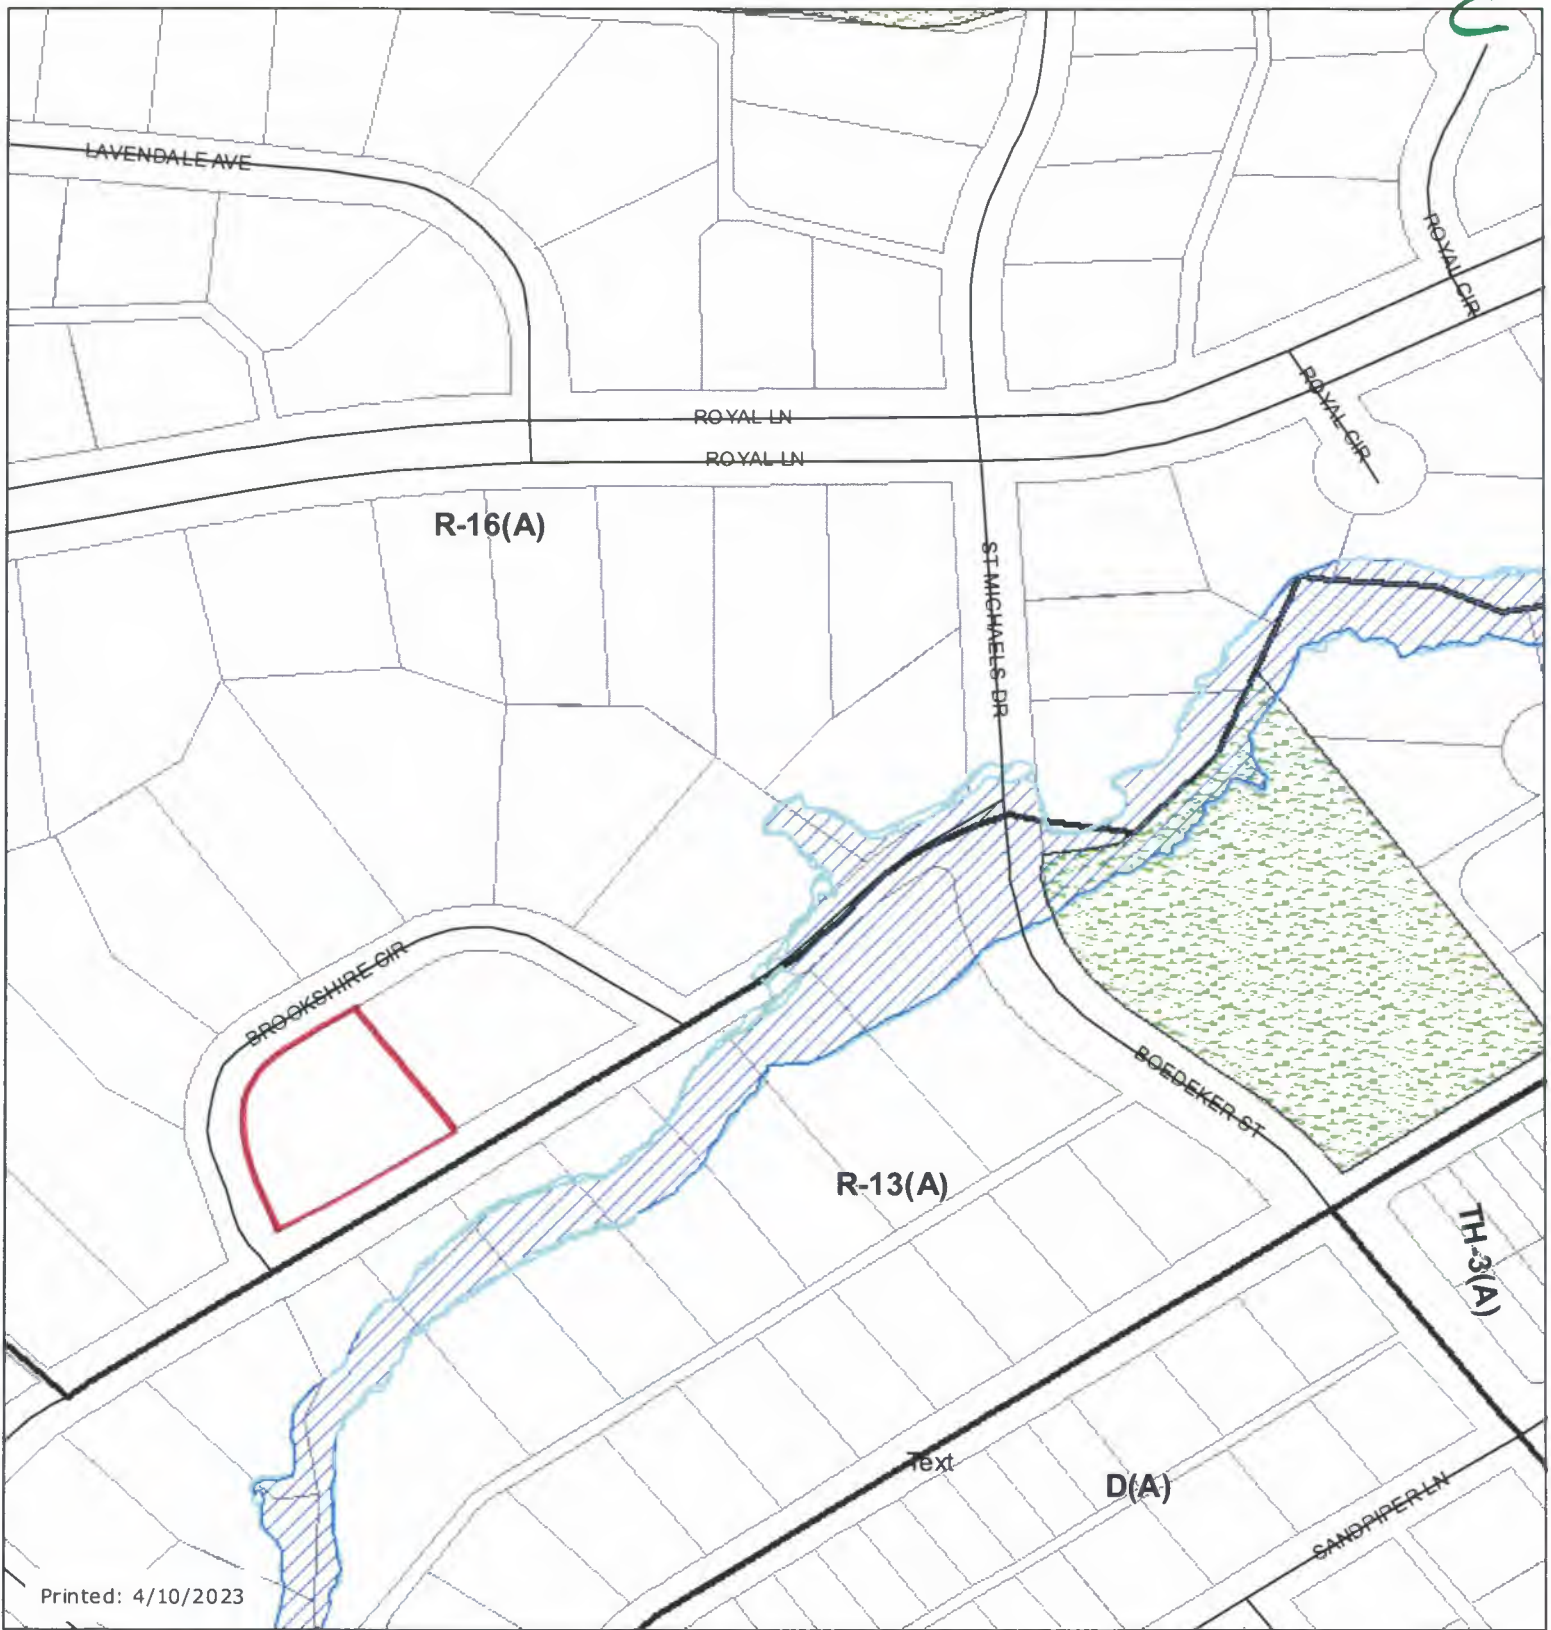 LAVENDALE AVE
ROYAL CIR
ROYAL CIR
ROYAL LN
ROYAL LN
R-16(A)
ST MICHAELS DR
BROOKSHIRE CIR
BOEDEKER ST
R-13(A)
TH-3(A)
Text
D(A)
SANDPIPER LN
Printed: 4/10/2023